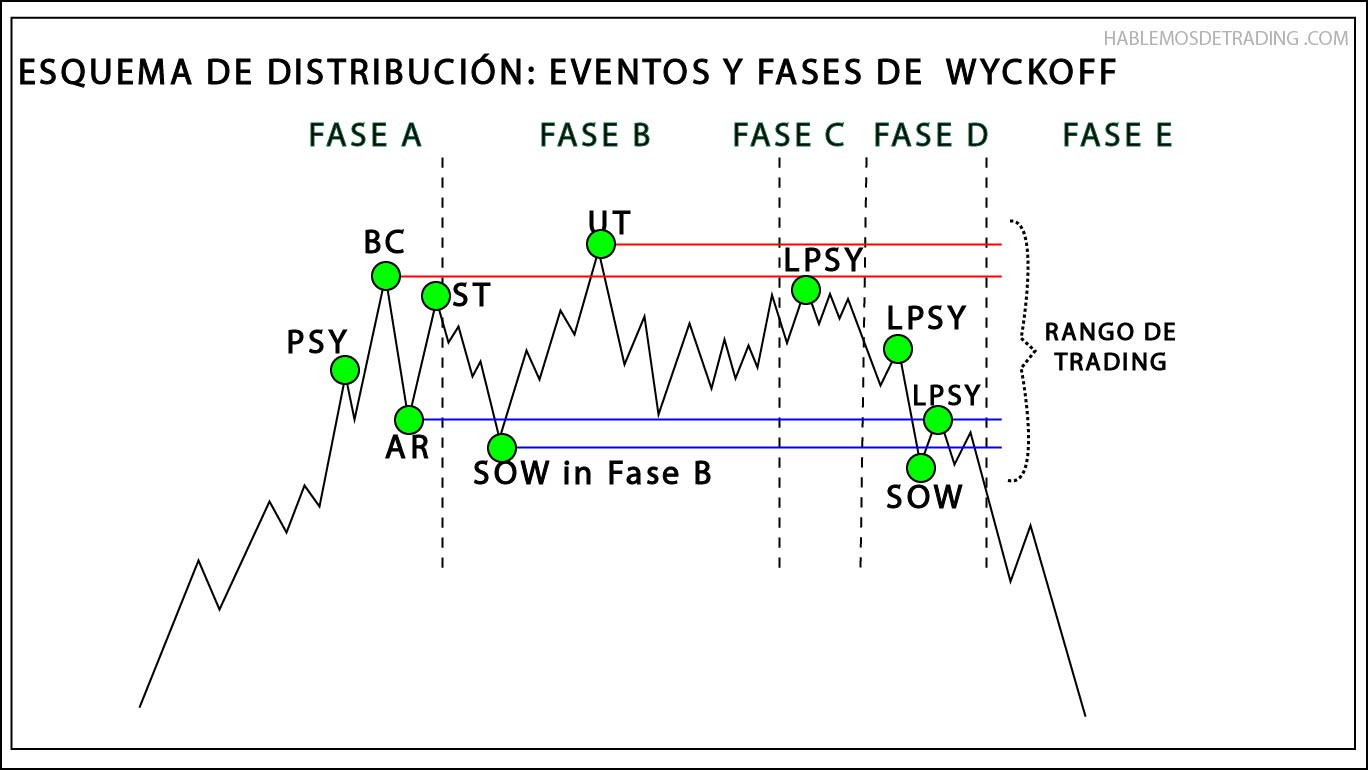 HABLEMOSDETRADING .COM
ESQUEMA DE DISTRIBUCIÓN: EVENTOS Y FASES DE WYCKOFF
FASE A
FASE B
FASE C
FASE D
FASE E
BC
UT
LPSY
ST
PSY
LPSY
RANGO DE
TRADING
LPSY
AR
SOW in Fase B
SOW